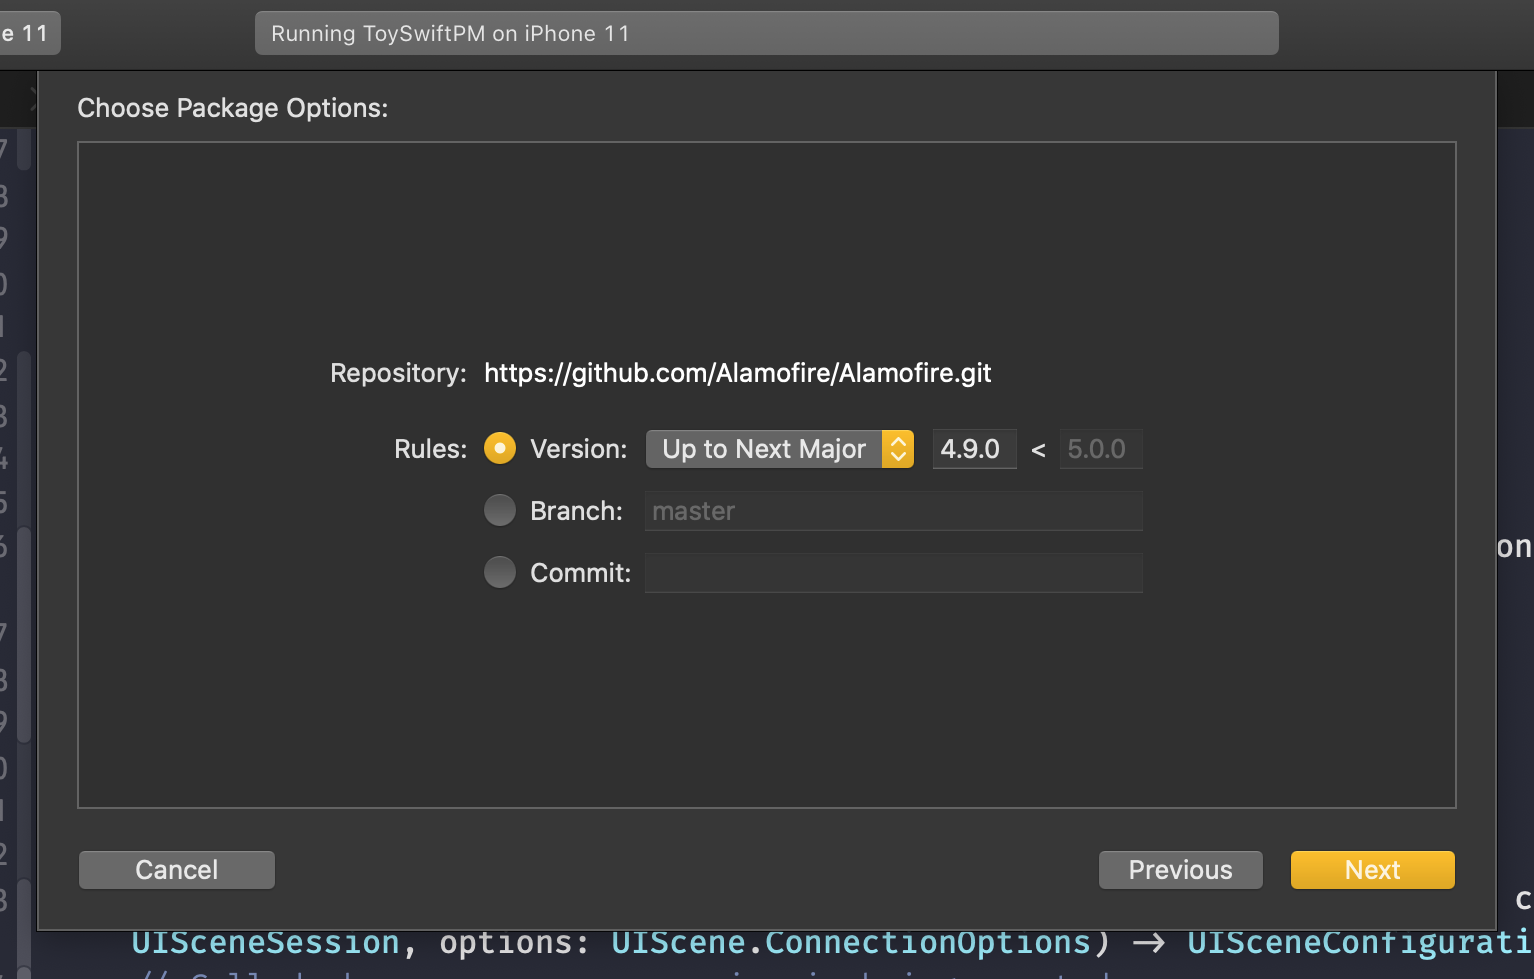 e 11
Running ToySwiftPM on iPhone 11
Choose Package Options:
Repository: https://github.com/Alamofire/Alamofire.git
Rules: Version: Up to Next Major 4.9.0 < 5.0.0
Branch: master
Commit:
on
Cancel Previous Next
c
UISceneSession, options: UIScene.ConnectionOptions) → UISceneConfigurati